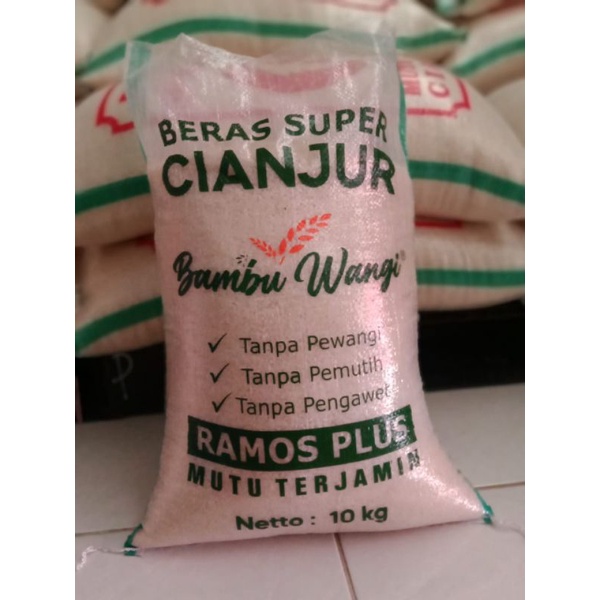 BERAS SUPER
CIANJUR
Bambu Wangi®
✓ Tanpa Pewangi
✓ Tanpa Pemutih
✓ Tanpa Pengawet
RAMOS PLUS
MUTU TERJAMIN
Netto : 10 kg